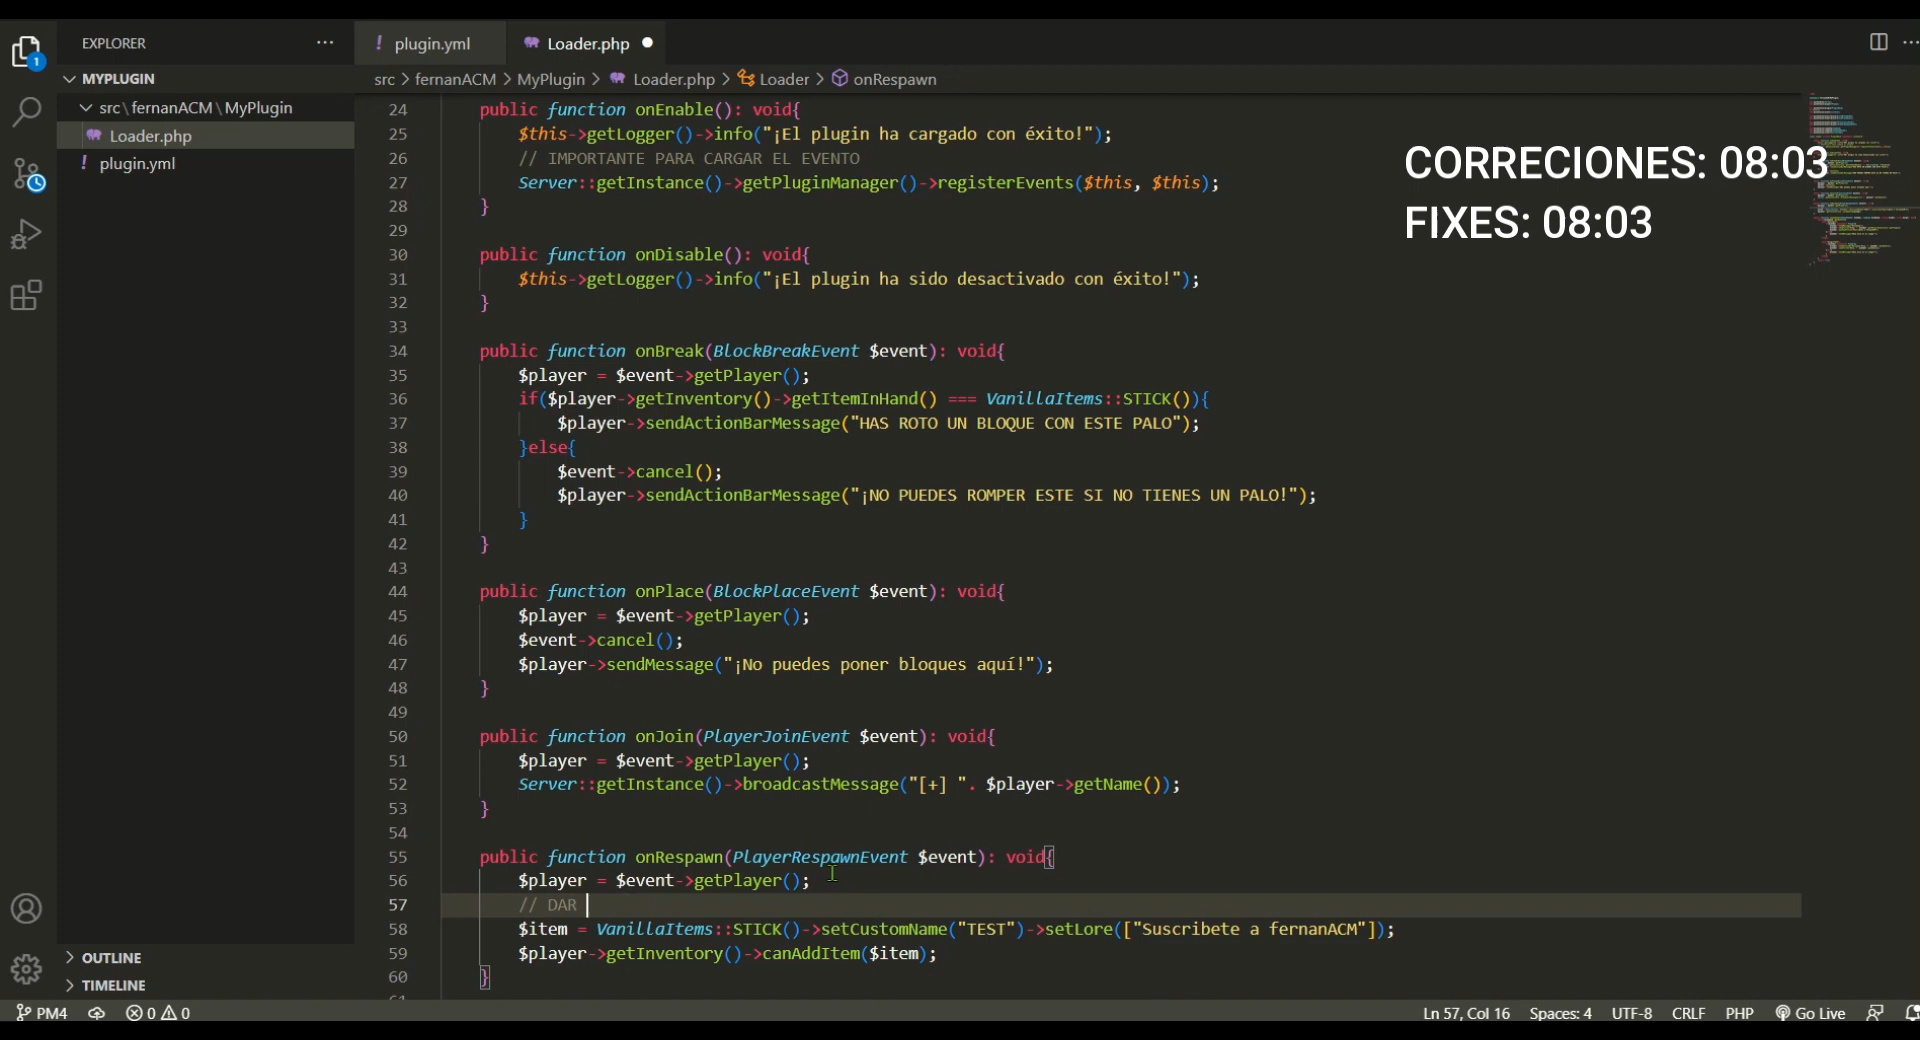 EXPLORER
plugin.yml
Loader.php
MYPLUGIN
src > fernanACM > MyPlugin > Loader.php > Loader > onRespawn
src\fernanACM\MyPlugin
Loader.php
plugin.yml
24 public function onEnable(): void{
25 $this->getLogger()->info("¡El plugin ha cargado con éxito!");
26 // IMPORTANTE PARA CARGAR EL EVENTO
27 Server::getInstance()->getPluginManager()->registerEvents($this, $this);
28 }
29
30 public function onDisable(): void{
31 $this->getLogger()->info("¡El plugin ha sido desactivado con éxito!");
32 }
33
34 public function onBreak(BlockBreakEvent $event): void{
35 $player = $event->getPlayer();
36 if($player->getInventory()->getItemInHand() === VanillaItems::STICK()){
37 $player->sendActionBarMessage("HAS ROTO UN BLOQUE CON ESTE PALO");
38 }else{
39 $event->cancel();
40 $player->sendActionBarMessage("¡NO PUEDES ROMPER ESTE SI NO TIENES UN PALO!");
41 }
42 }
43
44 public function onPlace(BlockPlaceEvent $event): void{
45 $player = $event->getPlayer();
46 $event->cancel();
47 $player->sendMessage("¡No puedes poner bloques aquí!");
48 }
49
50 public function onJoin(PlayerJoinEvent $event): void{
51 $player = $event->getPlayer();
52 Server::getInstance()->broadcastMessage("[+] ". $player->getName());
53 }
54
55 public function onRespawn(PlayerRespawnEvent $event): void{
56 $player = $event->getPlayer();
57 // DAR
58 $item = VanillaItems::STICK()->setCustomName("TEST")->setLore(["Suscribete a fernanACM"]);
59 $player->getInventory()->canAddItem($item);
60 }
CORRECIONES: 08:03
FIXES: 08:03
OUTLINE
TIMELINE
PM4 0 0 Ln 57, Col 16 Spaces: 4 UTF-8 CRLF PHP Go Live
1